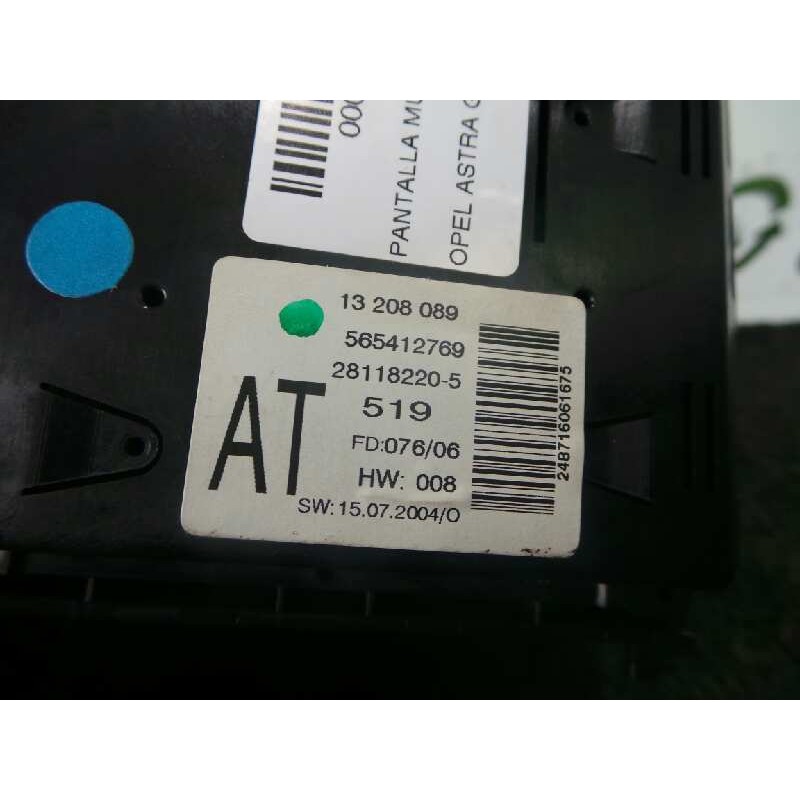 PANTALLA
OPEL ASTRA
13 208 089
565412769
28118220-5
AT
519
FD:076/06
HW: 008
SW: 15.07.2004/O
248716061675